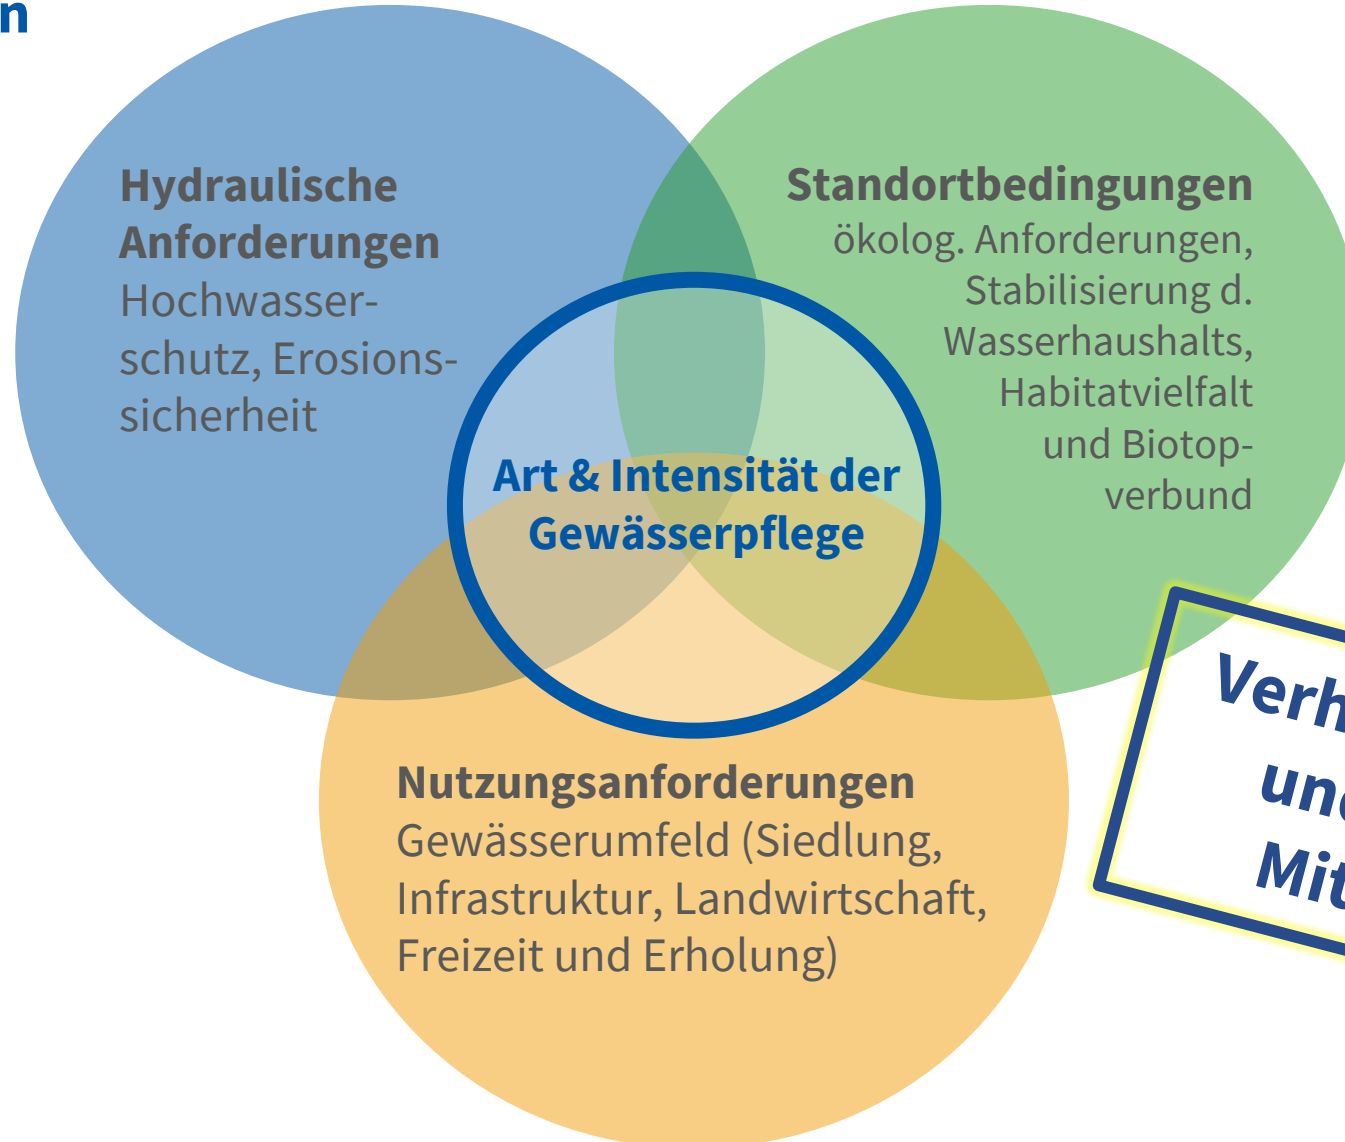 n
Hydraulische
Anforderungen
Hochwasser-
schutz, Erosions-
sicherheit
Standortbedingungen
ökolog. Anforderungen,
Stabilisierung d.
Wasserhaushalts,
Habitatvielfalt
und Biotop-
verbund
Art & Intensität der
Gewässerpflege
Nutzungsanforderungen
Gewässerumfeld (Siedlung,
Infrastruktur, Landwirtschaft,
Freizeit und Erholung)